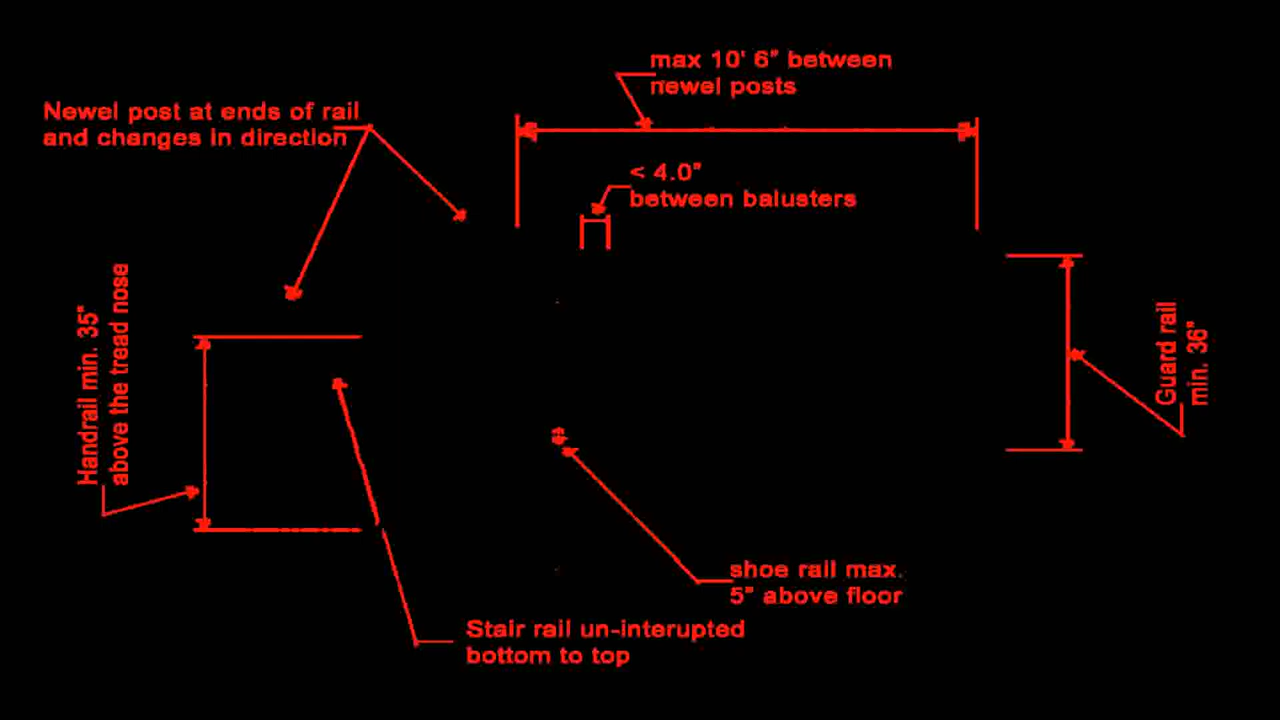 max 10' 6" between
newel posts
Newel post at ends of rail
and changes in direction
< 4.0"
between balusters
Handrail min. 35"
above the tread nose
Guard rail
min. 36"
shoe rail max.
5" above floor
Stair rail un-interupted
bottom to top